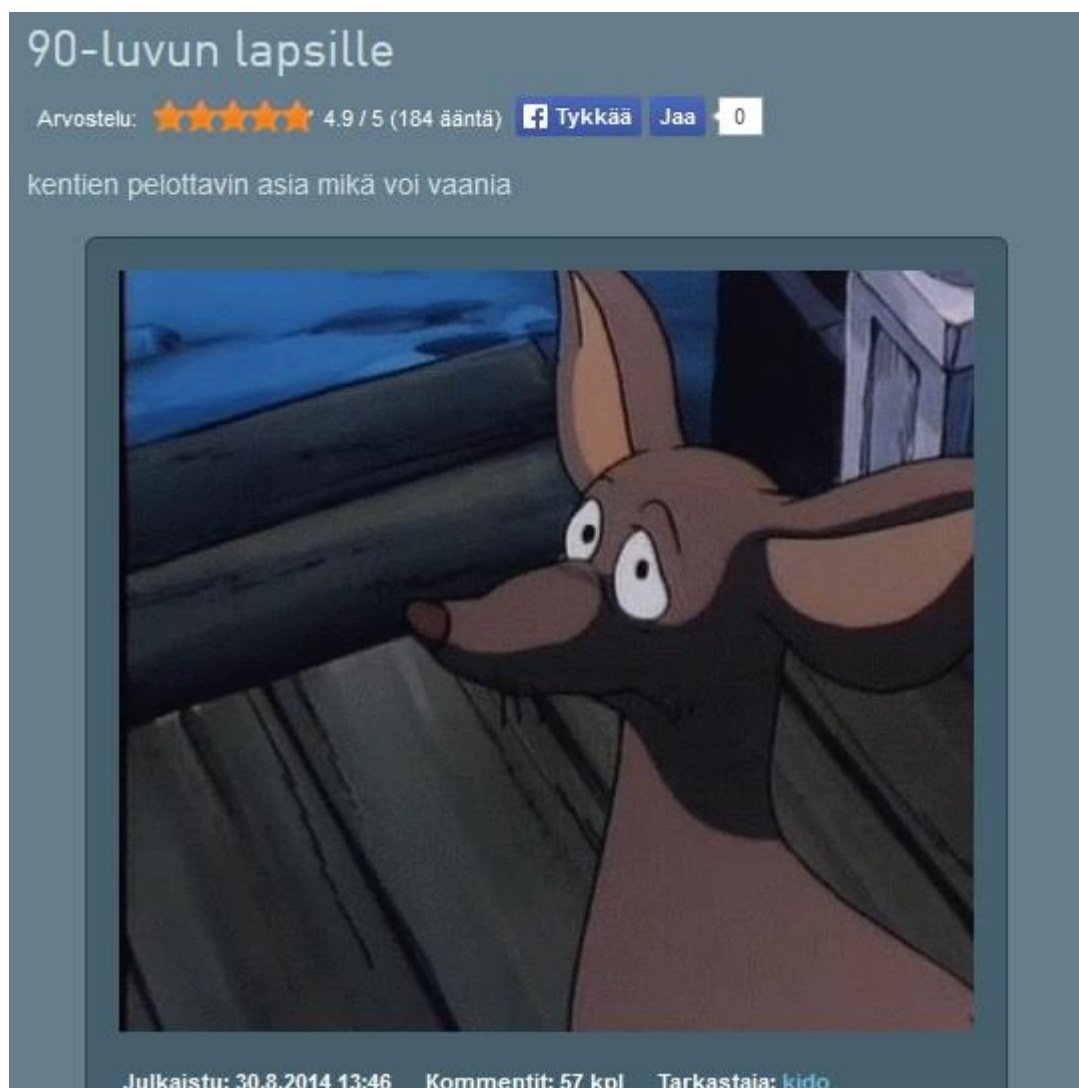 90-luvun lapsille
Arvostelu: 4.9 / 5 (184 ääntä) Tykkää Jaa 0
kentien pelottavin asia mikä voi vaania
Julkaistu: 30.8.2014 13:46 Kommentit: 57 kpl Tarkastaja: kido